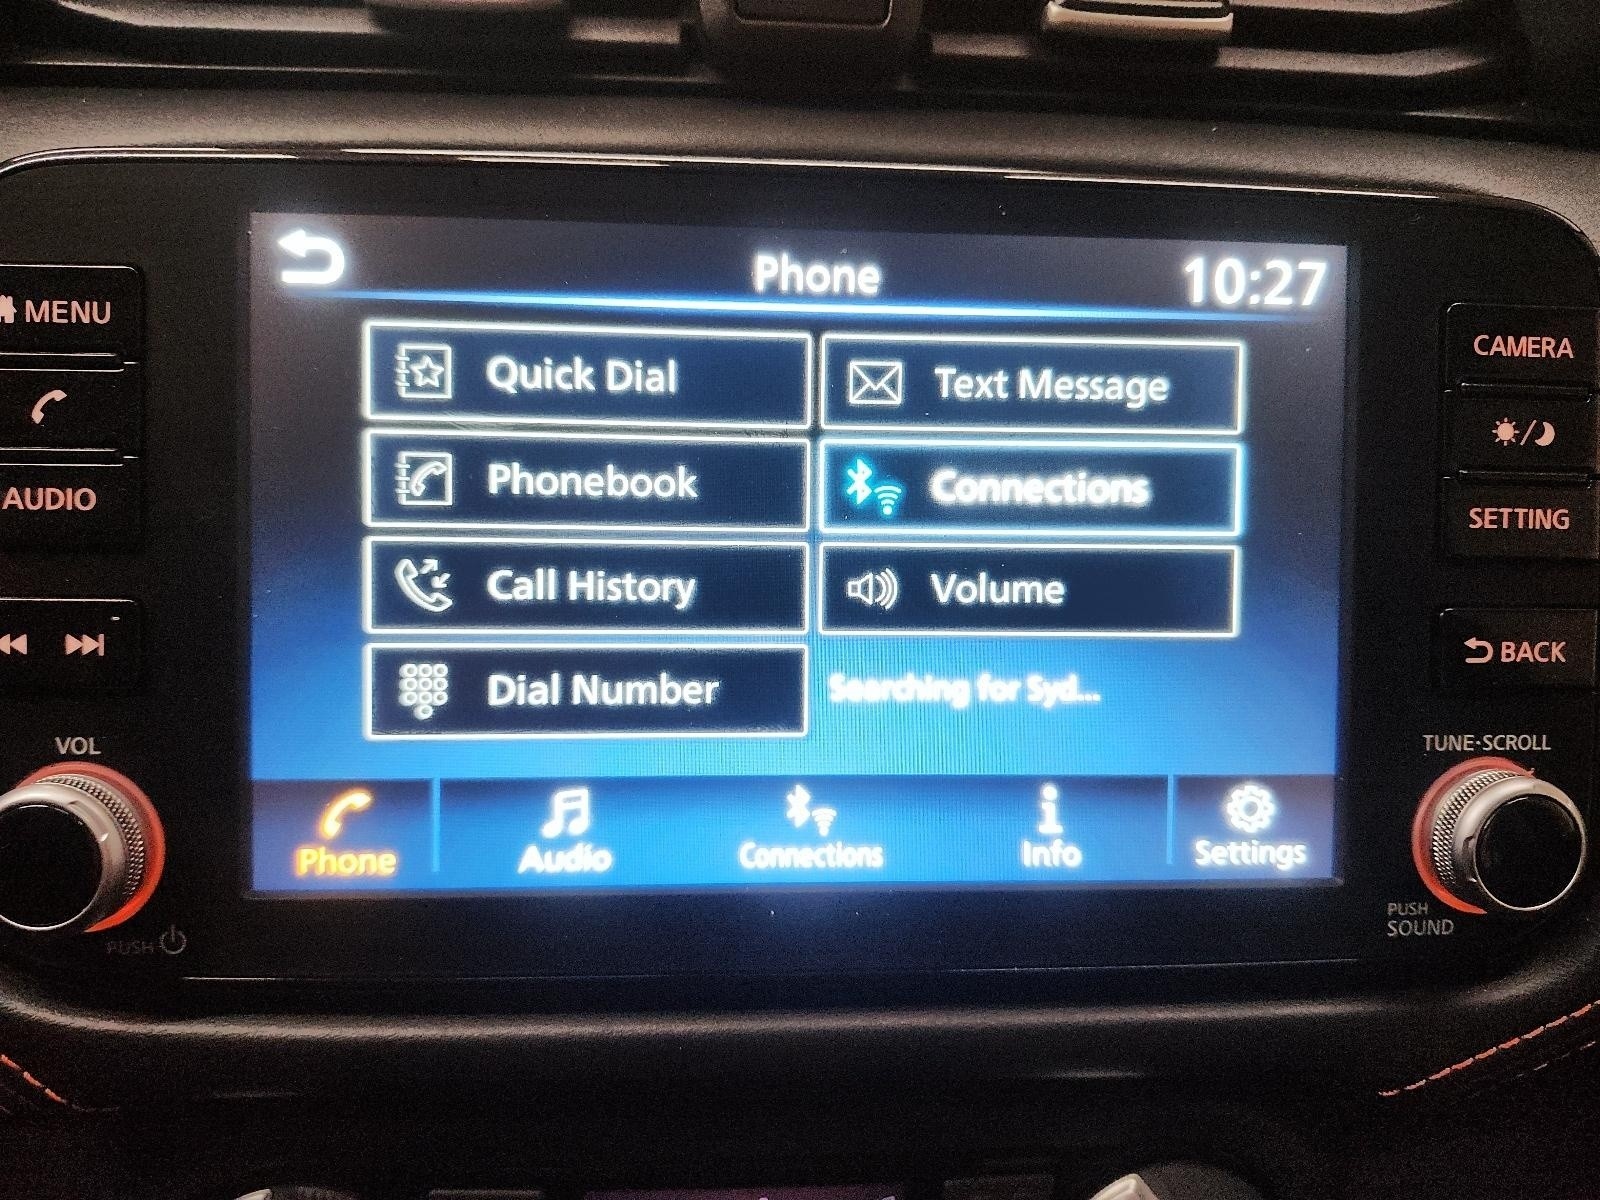 Phone
10:27
MENU
AUDIO
VOL
PUSH
Quick Dial
Text Message
Phonebook
Connections
Call History
Volume
Dial Number
Searching for Syd...
Phone
Audio
Connections
Info
Settings
CAMERA
SETTING
BACK
TUNE·SCROLL
PUSH
SOUND